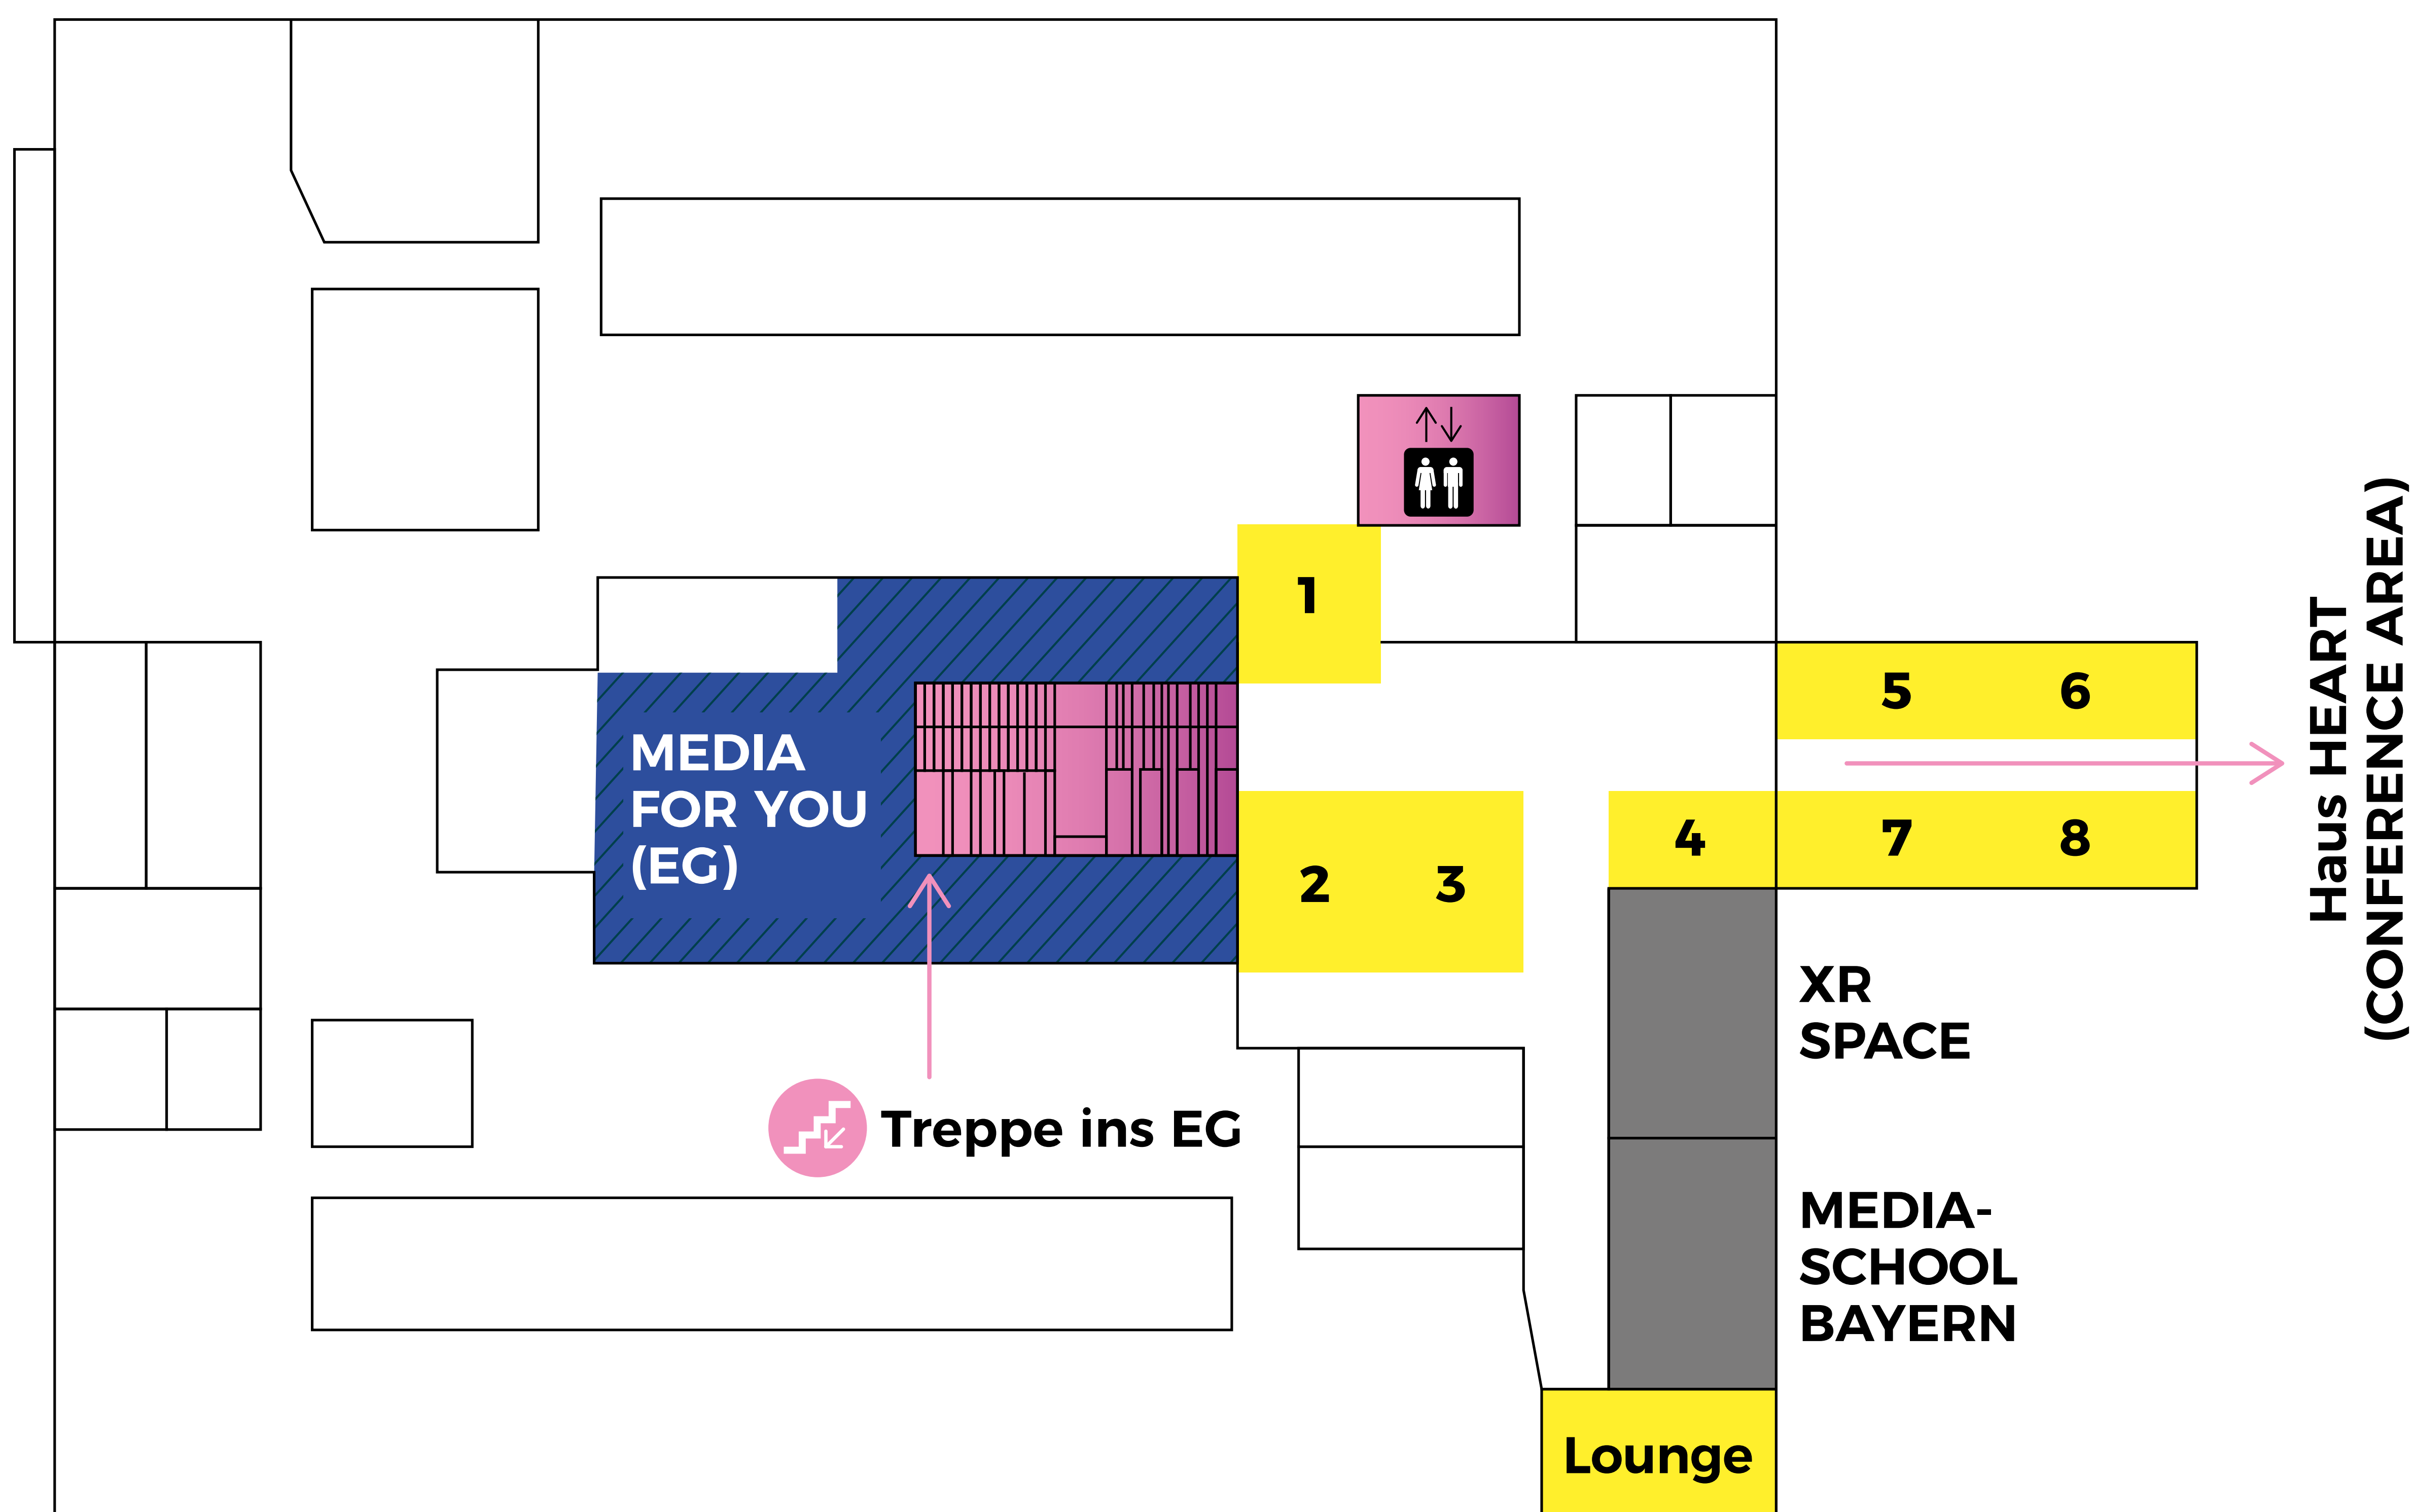 1
MEDIA
FOR YOU
(EG)
5
6
2
3
4
7
8
Haus HEART
(CONFERENCE AREA)
XR
SPACE
Treppe ins EG
MEDIA-
SCHOOL
BAYERN
Lounge